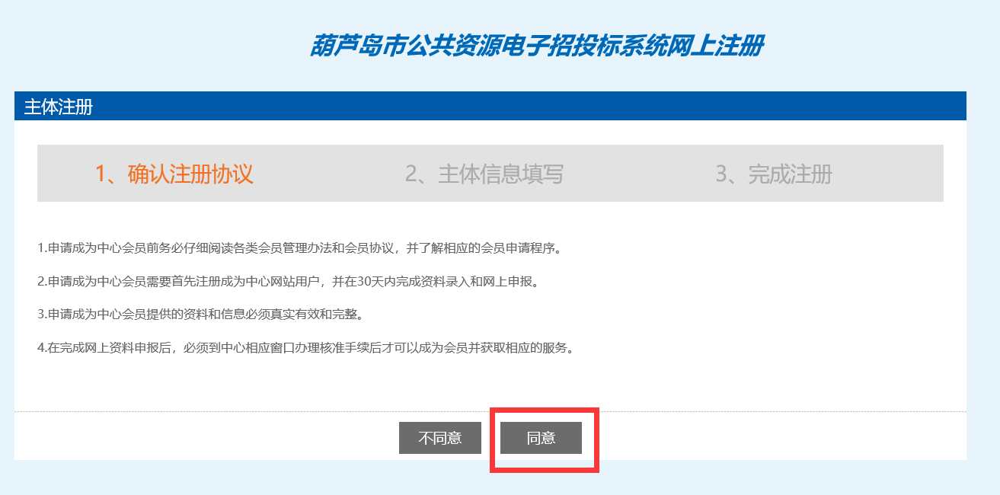 葫芦岛市公共资源电子招投标系统网上注册
主体注册
1、确认注册协议
2、主体信息填写
3、完成注册
1.申请成为中心会员前务必仔细阅读各类会员管理办法和会员协议，并了解相应的会员申请程序。
2.申请成为中心会员需要首先注册成为中心网站用户，并在30天内完成资料录入和网上申报。
3.申请成为中心会员提供的资料和信息必须真实有效和完整。
4.在完成网上资料申报后，必须到中心相应窗口办理核准手续后才可以成为会员并获取相应的服务。
不同意
同意